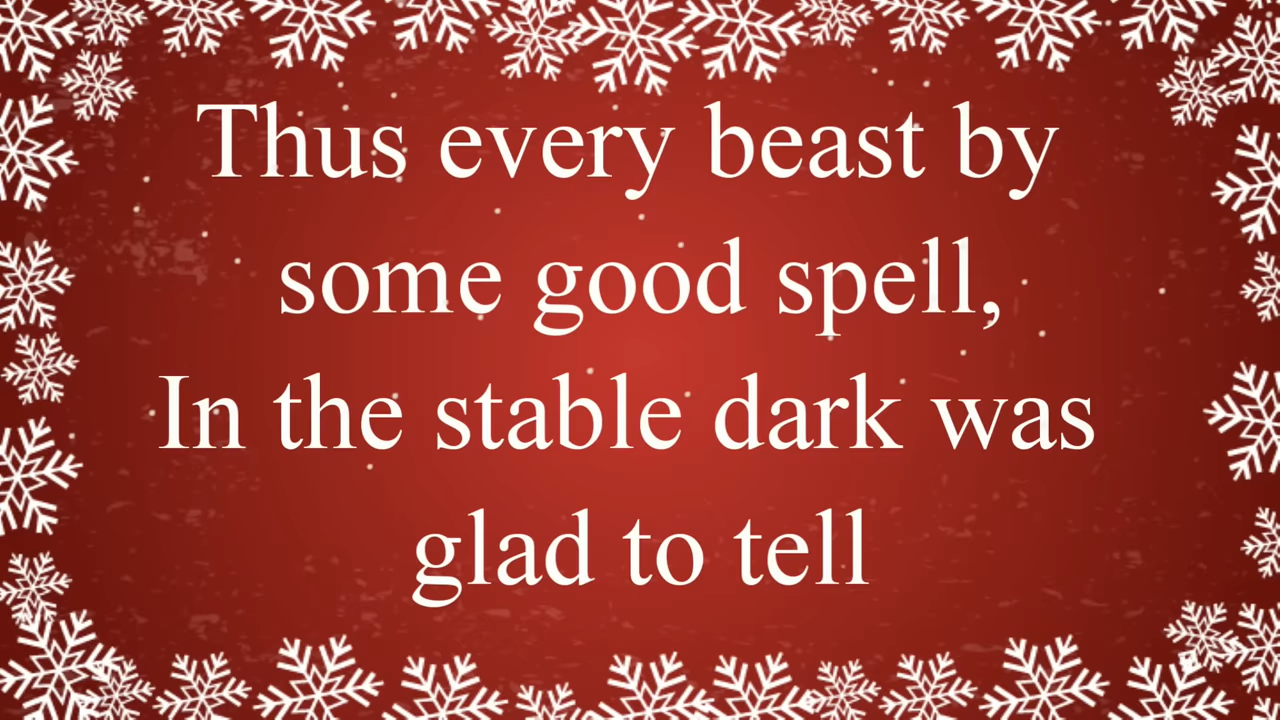 Thus every beast by
some good spell,
In the stable dark was
glad to tell